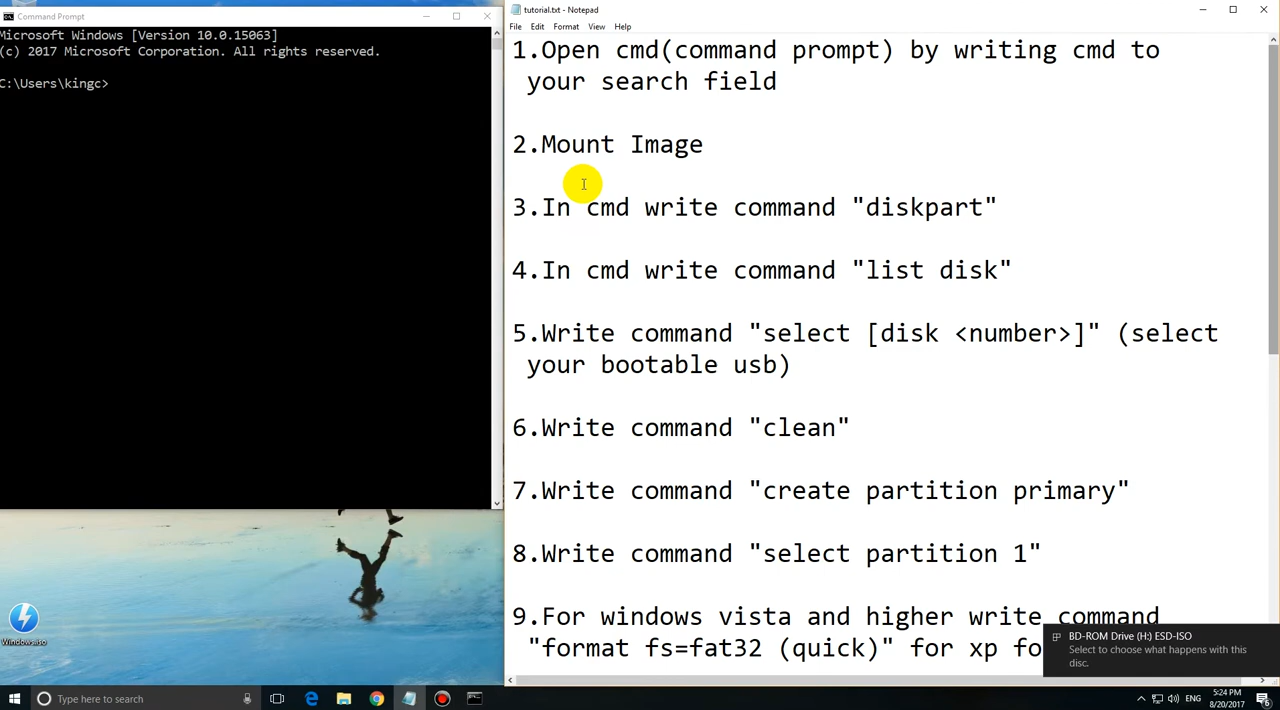 Command Prompt
Microsoft Windows [Version 10.0.15063]
(c) 2017 Microsoft Corporation. All rights reserved.
C:\Users\kingc>
tutorial.txt - Notepad
File Edit Format View Help
1.Open cmd(command prompt) by writing cmd to
your search field
2.Mount Image
3.In cmd write command "diskpart"
4.In cmd write command "list disk"
5.Write command "select [disk <number>]" (select
your bootable usb)
6.Write command "clean"
7.Write command "create partition primary"
8.Write command "select partition 1"
9.For windows vista and higher write command
"format fs=fat32 (quick)" for xp fo
BD-ROM Drive (H:) ESD-ISO
Select to choose what happens with this
disc.
Window.iso
Type here to search
ENG
5:24 PM
8/20/2017
6